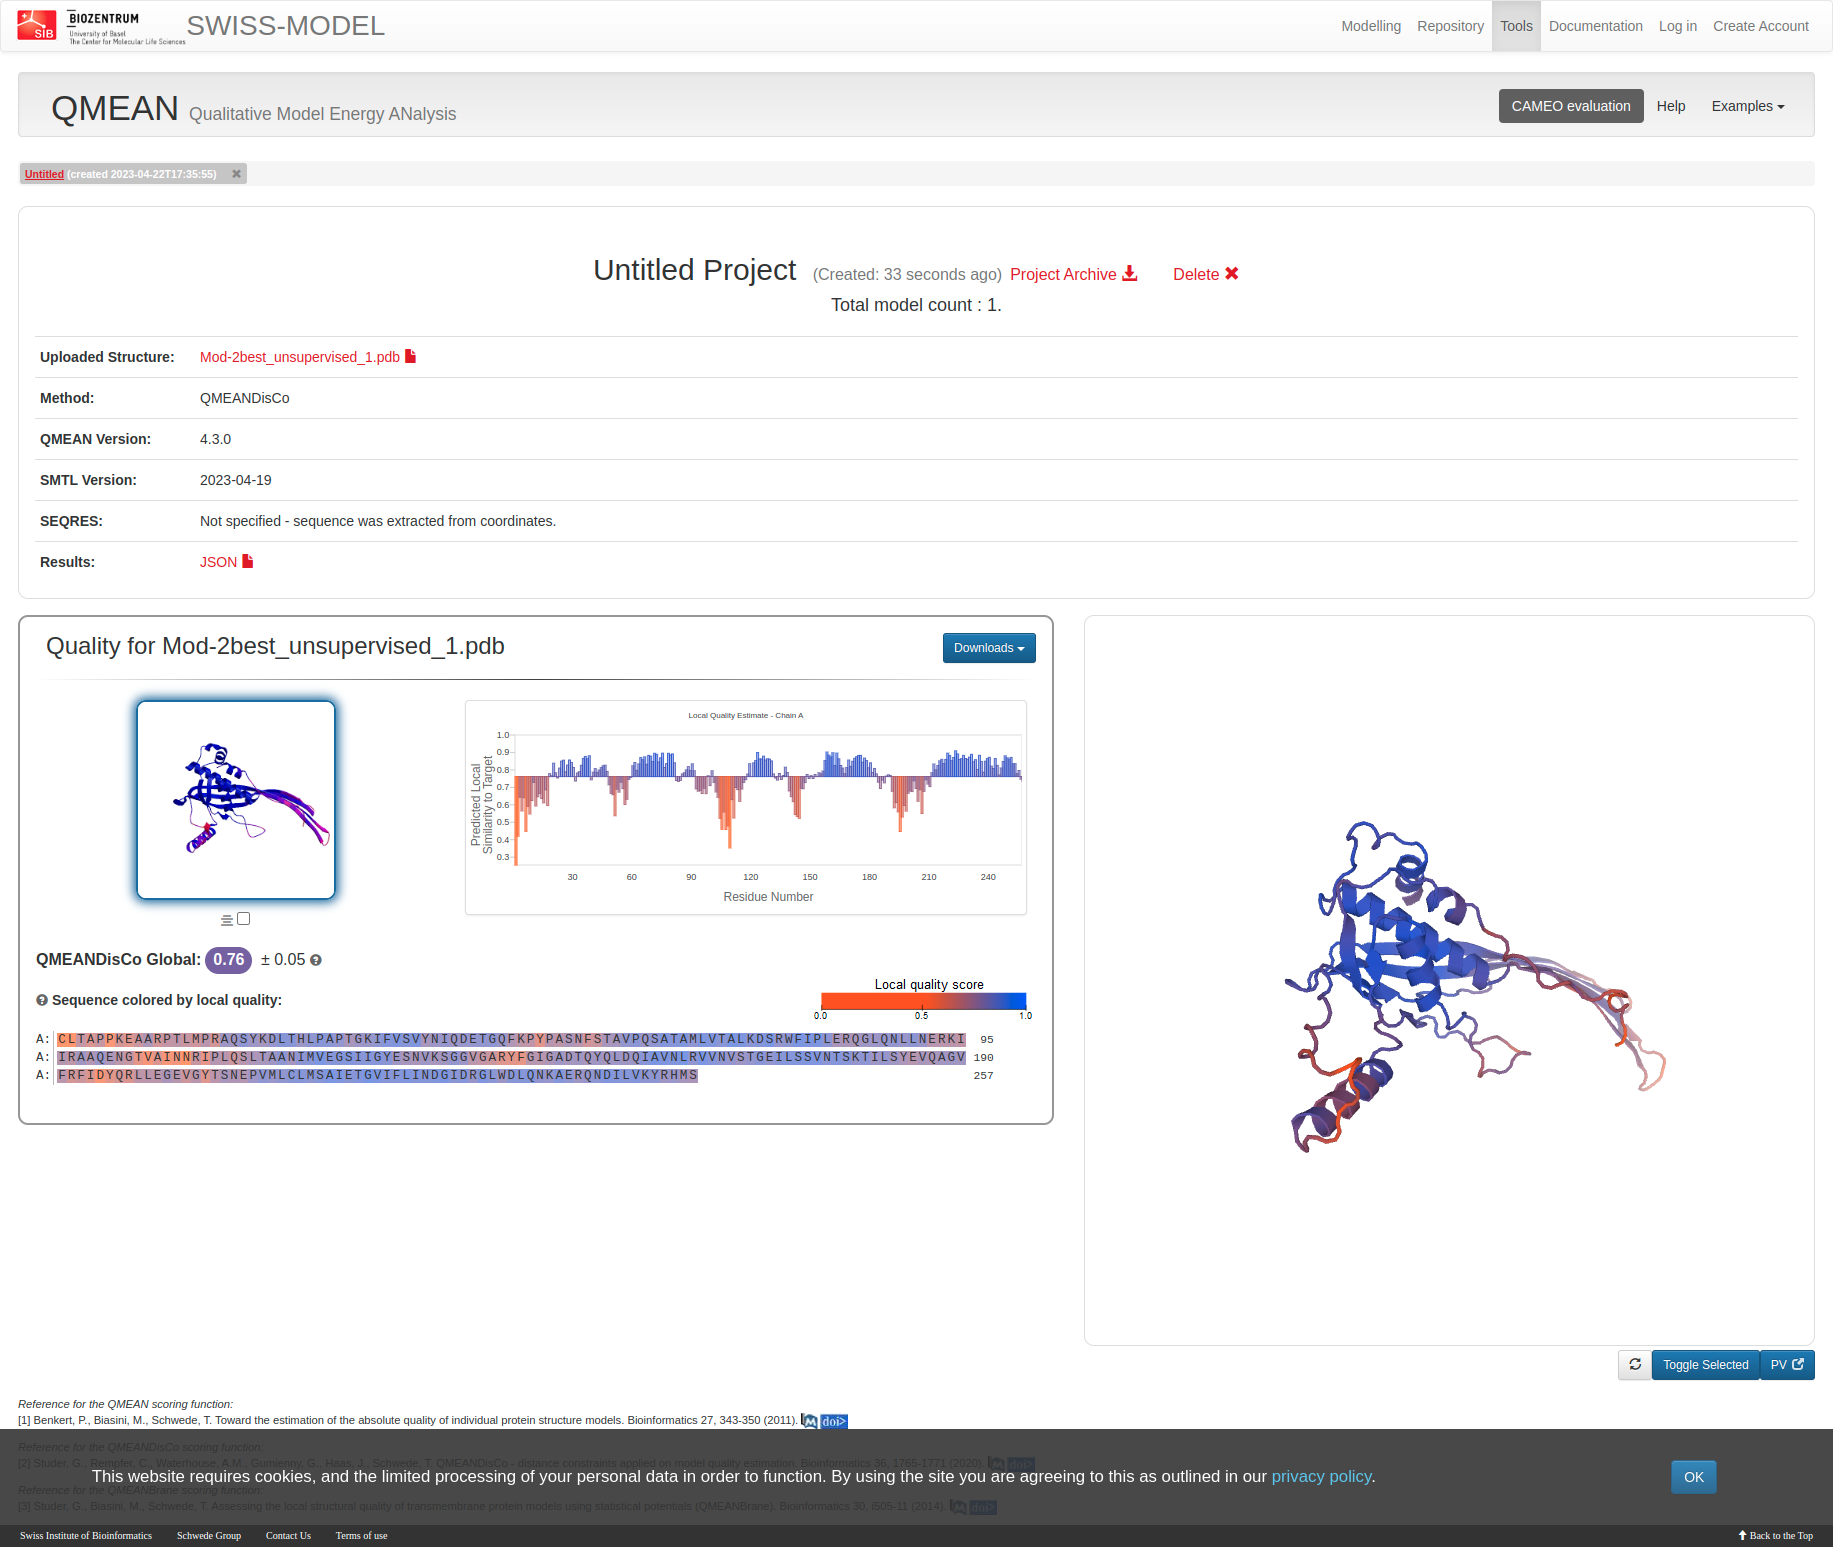 SIB
BIOZENTRUM
University of Basel
The Center for Molecular Life Sciences
SWISS-MODEL
Modelling
Repository
Tools
Documentation
Log in
Create Account
QMEAN Qualitative Model Energy ANalysis
CAMEO evaluation
Help
Examples
Untitled (created 2023-04-22T17:35:55)
Untitled Project (Created: 33 seconds ago) Project Archive Delete
Total model count : 1.
Uploaded Structure: Mod-2best_unsupervised_1.pdb
Method: QMEANDisCo
QMEAN Version: 4.3.0
SMTL Version: 2023-04-19
SEQRES: Not specified - sequence was extracted from coordinates.
Results: JSON
Quality for Mod-2best_unsupervised_1.pdb
Downloads
Local Quality Estimate - Chain A
Predicted Local
Similarity to Target
1.0
0.9
0.8
0.7
0.6
0.5
0.4
0.3
30 60 90 120 150 180 210 240
Residue Number
QMEANDisCo Global: 0.76 ± 0.05
Sequence colored by local quality:
Local quality score
0.0 0.5 1.0
A: CLTAPPKEAARPTLMPRAQSYKDLTHLPAPTGKIFVSVYNIQDETGQFKPYPASNFSTAVPQSATAMLVTALKDSRWFIPLERQGLQNLLNERKI 95
A: IRAAQENGTVAINNRIPLQSLTAANIMVEGSIIGYESNVKSGGVGARYFGIGADTQYQLDQIAVNLRVVNVSTGEILSSVNTSKTILSYEVQAGV 190
A: FRFIDYQRLLEGEVGYTSNEPVMLCLMSAIETGVIFLINDGIDRGLWDLQNKAERQNDILVKYRHMS 257
Toggle Selected
PV
Reference for the QMEAN scoring function:
[1] Benkert, P., Biasini, M., Schwede, T. Toward the estimation of the absolute quality of individual protein structure models. Bioinformatics 27, 343-350 (2011). doi>
Reference for the QMEANDisCo scoring function:
[2] Studer, G., Rempfer, C., Waterhouse, A.M., Gumienny, G., Haas, J., Schwede, T. QMEANDisCo - distance constraints applied on model quality estimation. Bioinformatics 36, 1765-1771 (2020). doi>
This website requires cookies, and the limited processing of your personal data in order to function. By using the site you are agreeing to this as outlined in our privacy policy.
OK
Reference for the QMEANBrane scoring function:
[3] Studer, G., Biasini, M., Schwede, T. Assessing the local structural quality of transmembrane protein models using statistical potentials (QMEANBrane). Bioinformatics 30, i505-11 (2014). doi>
Swiss Institute of Bioinformatics
Schwede Group
Contact Us
Terms of use
Back to the Top